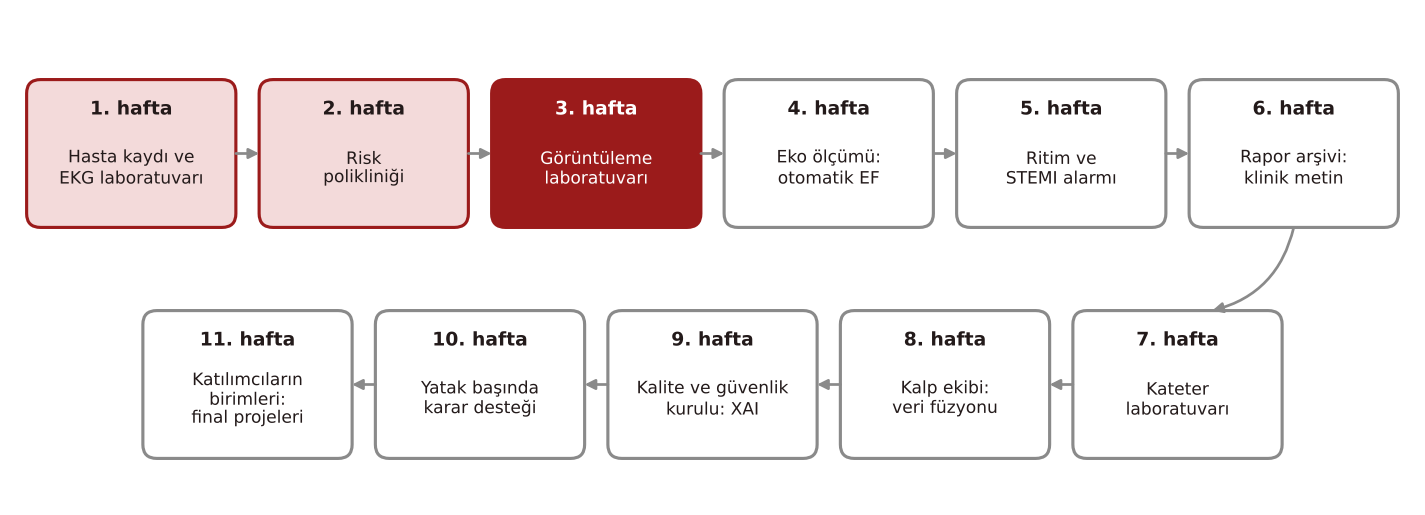 1. hafta
Hasta kaydı ve
EKG laboratuvarı
2. hafta
Risk
polikliniği
3. hafta
Görüntüleme
laboratuvarı
4. hafta
Eko ölçümü:
otomatik EF
5. hafta
Ritim ve
STEMI alarmı
6. hafta
Rapor arşivi:
klinik metin
7. hafta
Kateter
laboratuvarı
8. hafta
Kalp ekibi:
veri füzyonu
9. hafta
Kalite ve güvenlik
kurulu: XAI
10. hafta
Yatak başında
karar desteği
11. hafta
Katılımcıların
birimleri:
final projeleri